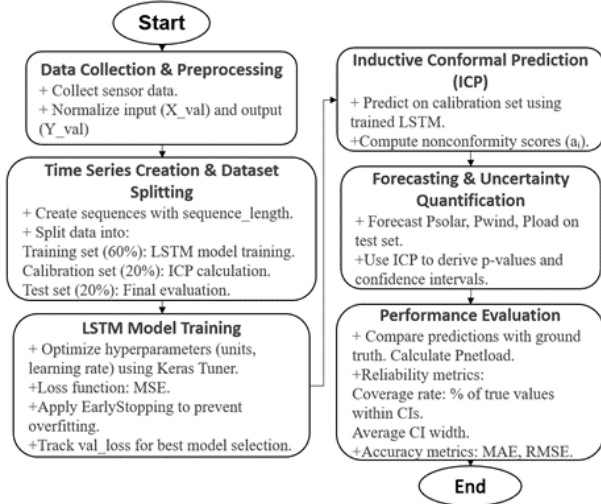 Start
Data Collection & Preprocessing
+ Collect sensor data.
+ Normalize input (X_val) and output
(Y_val)
Time Series Creation & Dataset
Splitting
+ Create sequences with sequence_length.
+ Split data into:
Training set (60%): LSTM model training.
Calibration set (20%): ICP calculation.
Test set (20%): Final evaluation.
LSTM Model Training
+ Optimize hyperparameters (units,
learning rate) using Keras Tuner.
+Loss function: MSE.
+Apply EarlyStopping to prevent
overfitting.
+Track val_loss for best model selection.
Inductive Conformal Prediction
(ICP)
+ Predict on calibration set using
trained LSTM.
+Compute nonconformity scores (aᵢ).
Forecasting & Uncertainty
Quantification
+ Forecast Psolar, Pwind, Pload on
test set.
+Use ICP to derive p-values and
confidence intervals.
Performance Evaluation
+ Compare predictions with ground
truth. Calculate Pnetload.
+Reliability metrics:
Coverage rate: % of true values
within CIs.
Average CI width.
+Accuracy metrics: MAE, RMSE.
End